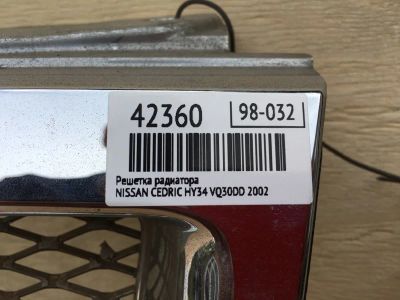 42360 98-032
Решетка радиатора
NISSAN CEDRIC HY34 VQ30DD 2002